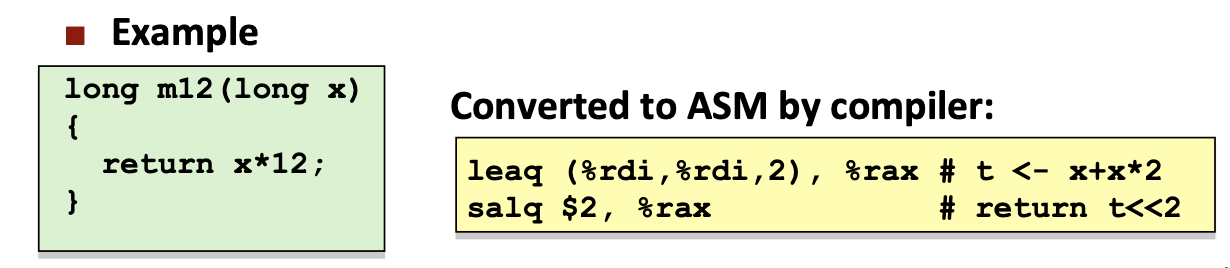 Example
long m12(long x)
{
return x*12;
}
Converted to ASM by compiler:
leaq (%rdi,%rdi,2), %rax # t <- x+x*2
salq $2, %rax # return t<<2